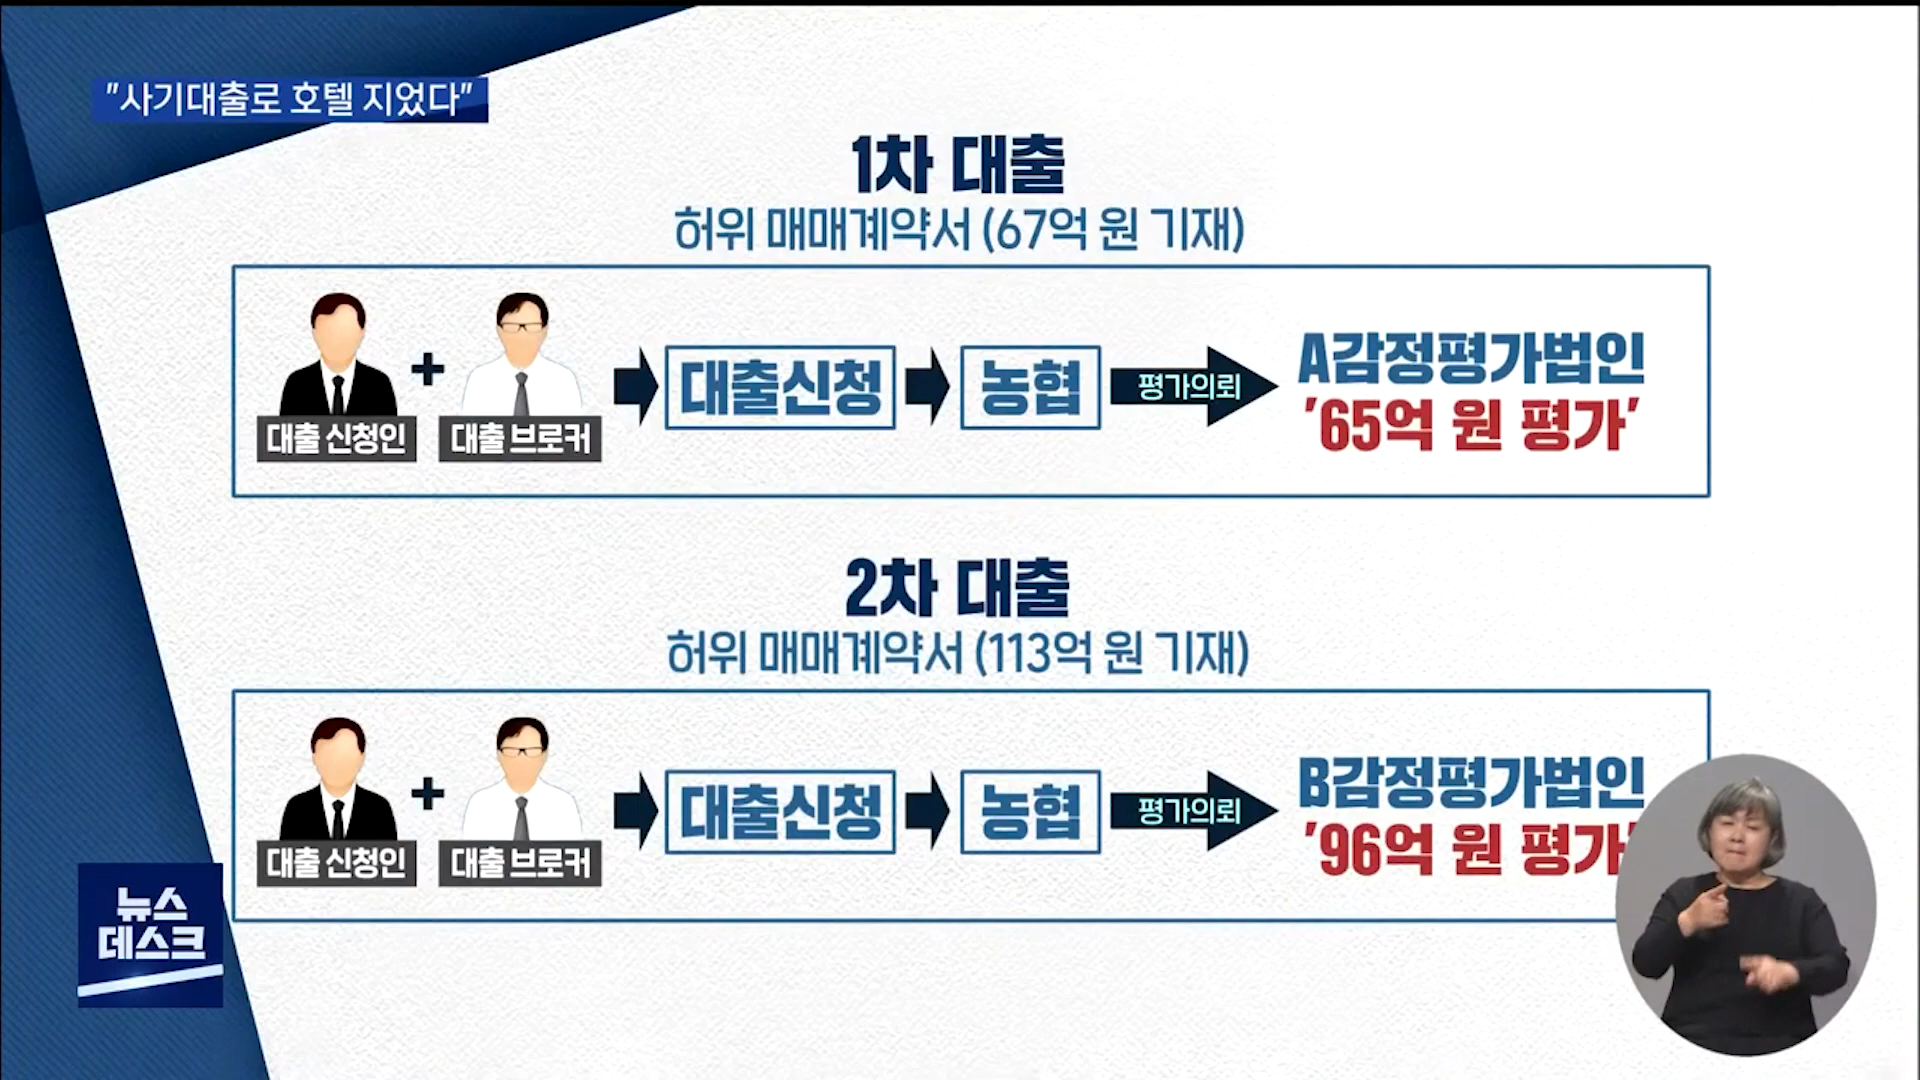 "사기대출로 호텔 지었다"
1차 대출
허위 매매계약서 (67억 원 기재)
대출 신청인
대출 브로커
대출신청
농협
평가의뢰
A감정평가법인
'65억 원 평가'
2차 대출
허위 매매계약서 (113억 원 기재)
대출 신청인
대출 브로커
대출신청
농협
평가의뢰
B감정평가법인
'96억 원 평가'
뉴스
데스크